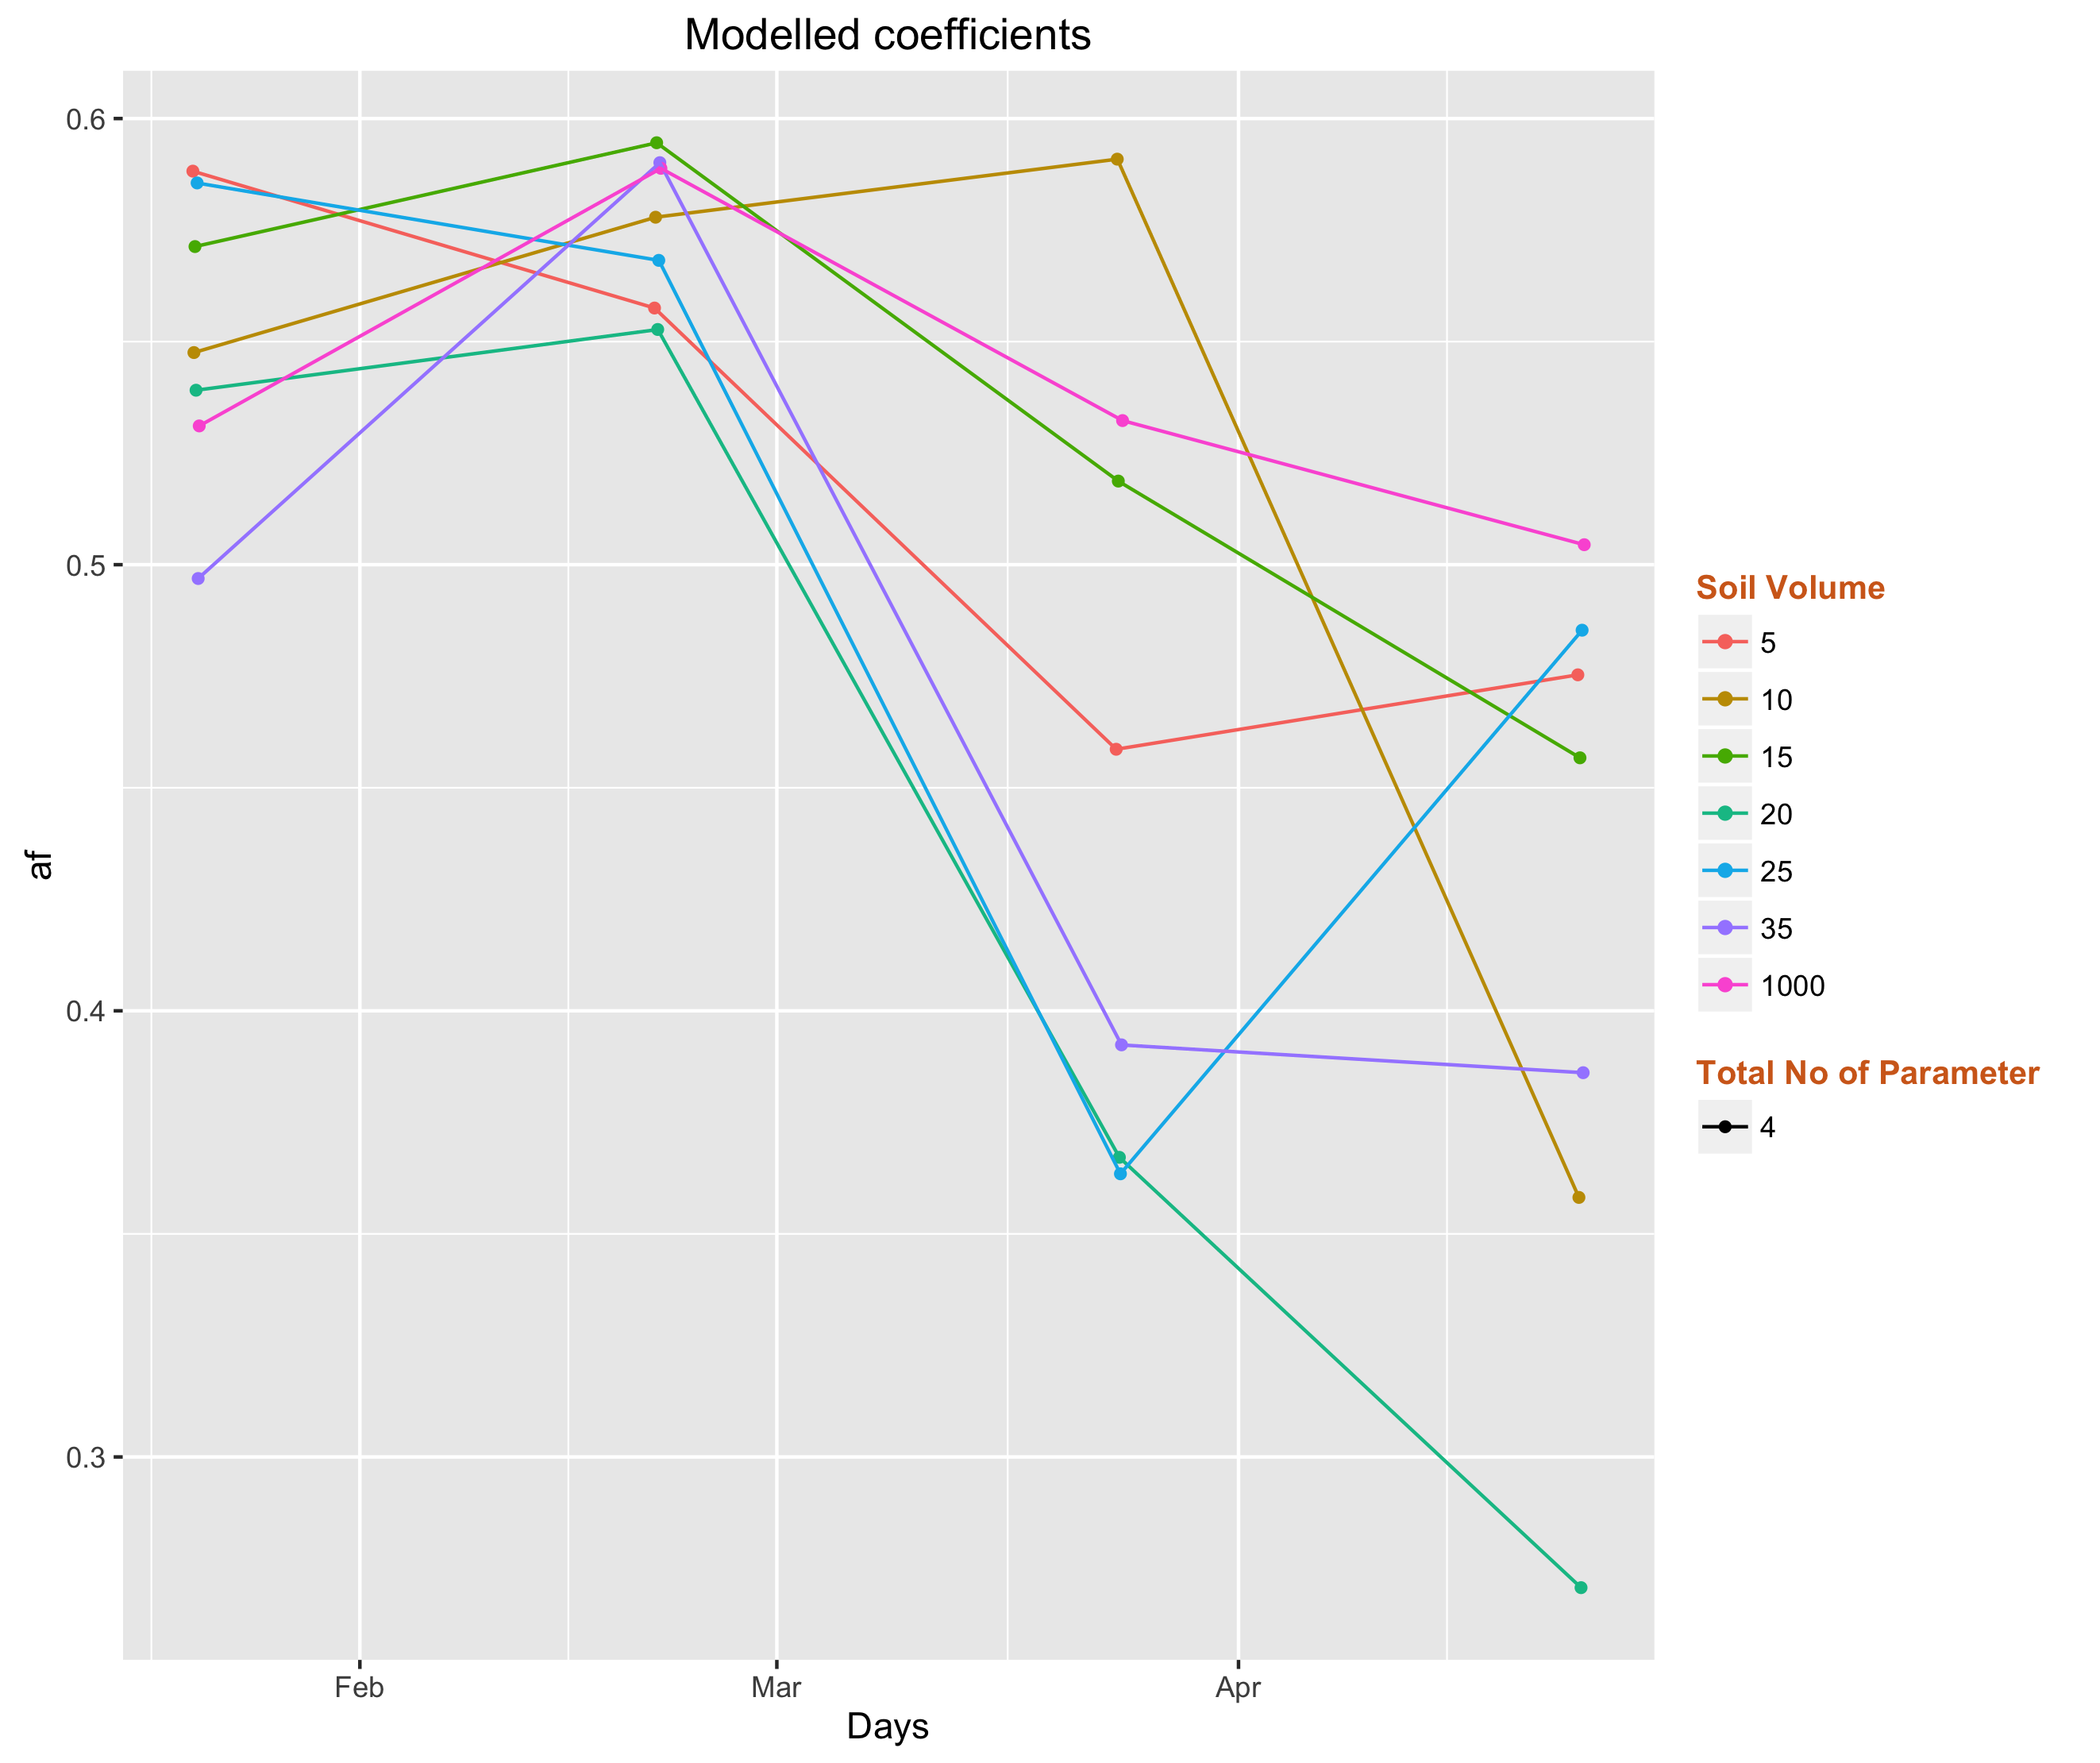 Modelled coefficients
0.6
0.5
0.4
0.3
af
Feb Mar Apr
Days
Soil Volume
5
10
15
20
25
35
1000
Total No of Parameter
4